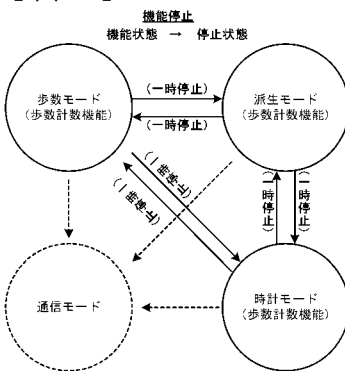 機能停止
機能状態 → 停止状態
歩数モード
(歩数計数機能)
(一時停止)
(一時停止)
派生モード
(歩数計数機能)
(一時停止)
(一時停止)
(一時停止)
(一時停止)
通信モード
時計モード
(歩数計数機能)